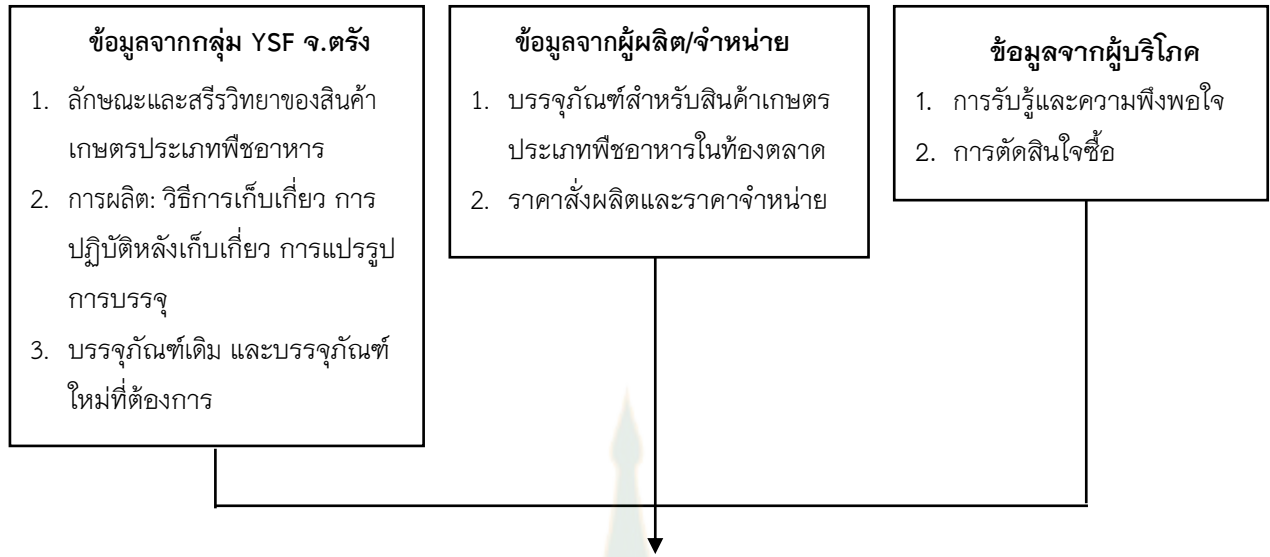 ข้อมูลจากกลุ่ม YSF จ.ตรัง
1. ลักษณะและสรีรวิทยาของสินค้า
เกษตรประเภทพืชอาหาร
2. การผลิต: วิธีการเก็บเกี่ยว การ
ปฏิบัติหลังเก็บเกี่ยว การแปรรูป
การบรรจุ
3. บรรจุภัณฑ์เดิม และบรรจุภัณฑ์
ใหม่ที่ต้องการ
ข้อมูลจากผู้ผลิต/จำหน่าย
1. บรรจุภัณฑ์สำหรับสินค้าเกษตร
ประเภทพืชอาหารในท้องตลาด
2. ราคาสั่งผลิตและราคาจำหน่าย
ข้อมูลจากผู้บริโภค
1. การรับรู้และความพึงพอใจ
2. การตัดสินใจซื้อ